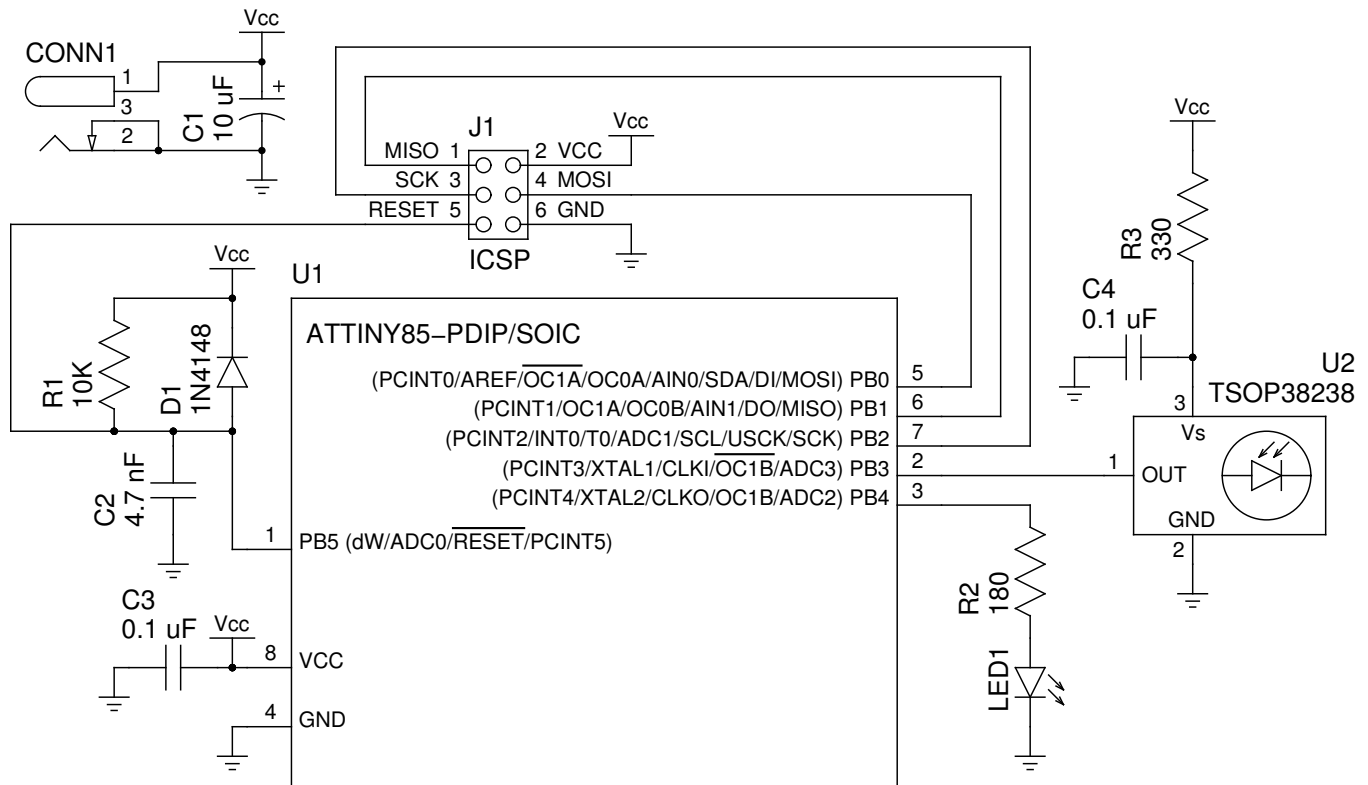 Vcc
CONN1
1
3
2
C1
10 uF
+
J1
MISO 1
2 VCC
SCK 3
4 MOSI
RESET 5
6 GND
ICSP
Vcc
Vcc
R1
10K
D1
1N4148
C2
4.7 nF
U1
ATTINY85-PDIP/SOIC
(PCINT0/AREF/OC1A/OC0A/AIN0/SDA/DI/MOSI) PB0 5
(PCINT1/OC1A/OC0B/AIN1/DO/MISO) PB1 6
(PCINT2/INT0/T0/ADC1/SCL/USCK/SCK) PB2 7
(PCINT3/XTAL1/CLKI/OC1B/ADC3) PB3 2
(PCINT4/XTAL2/CLKO/OC1B/ADC2) PB4 3
1 PB5 (dW/ADC0/RESET/PCINT5)
C3
0.1 uF
Vcc
8 VCC
4 GND
R2
180
LED1
Vcc
R3
330
C4
0.1 uF
U2
TSOP38238
3
Vs
1 OUT
GND
2